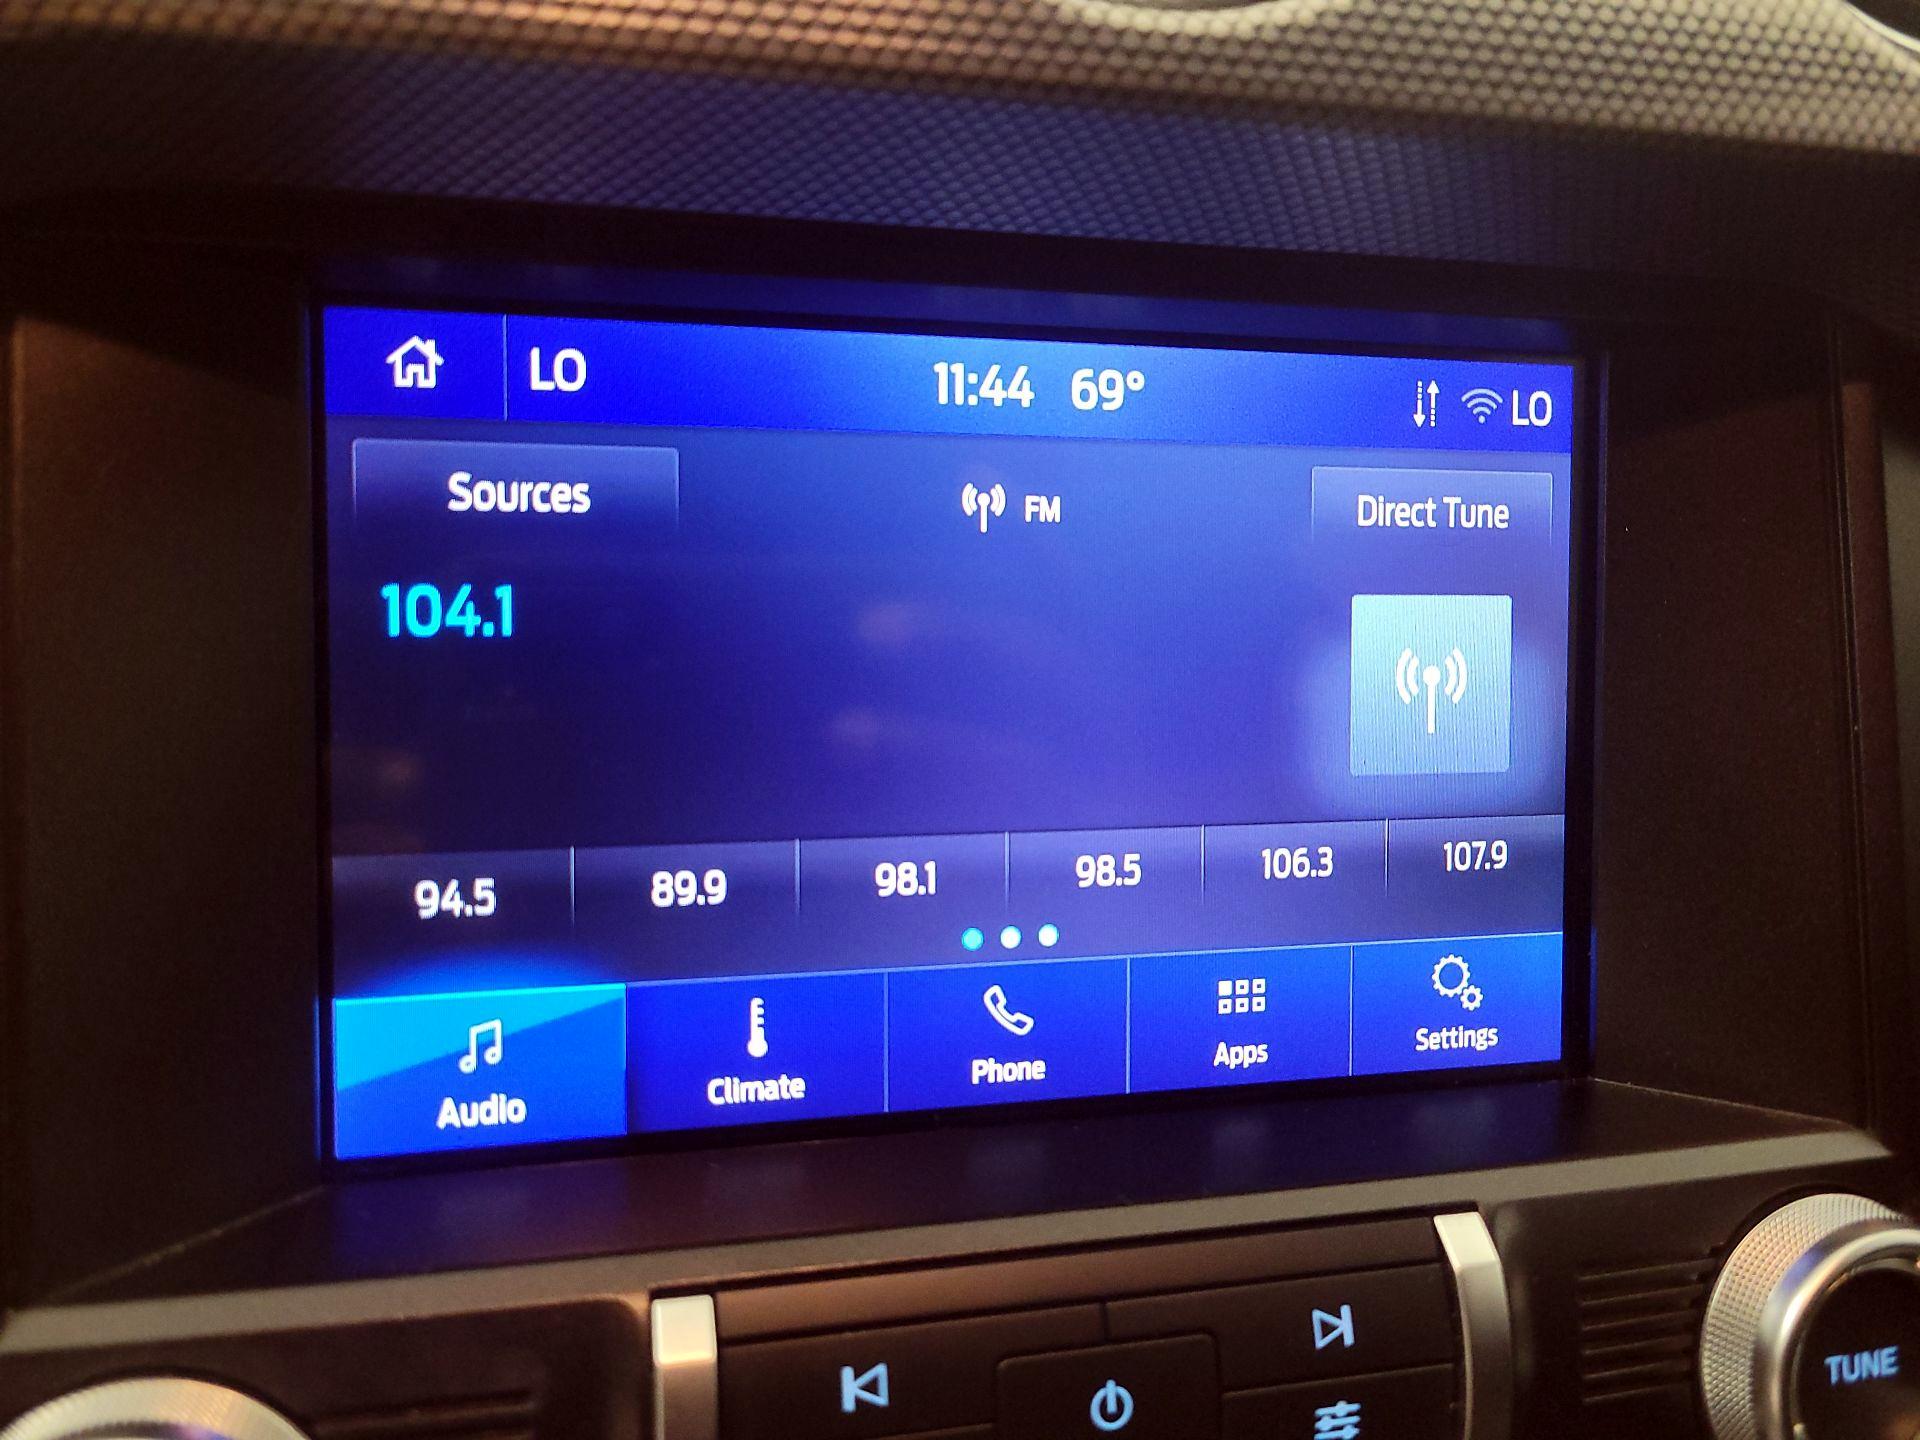 LO 11:44 69° LO
Sources FM Direct Tune
104.1
94.5 89.9 98.1 98.5 106.3 107.9
Audio Climate Phone Apps Settings
TUNE